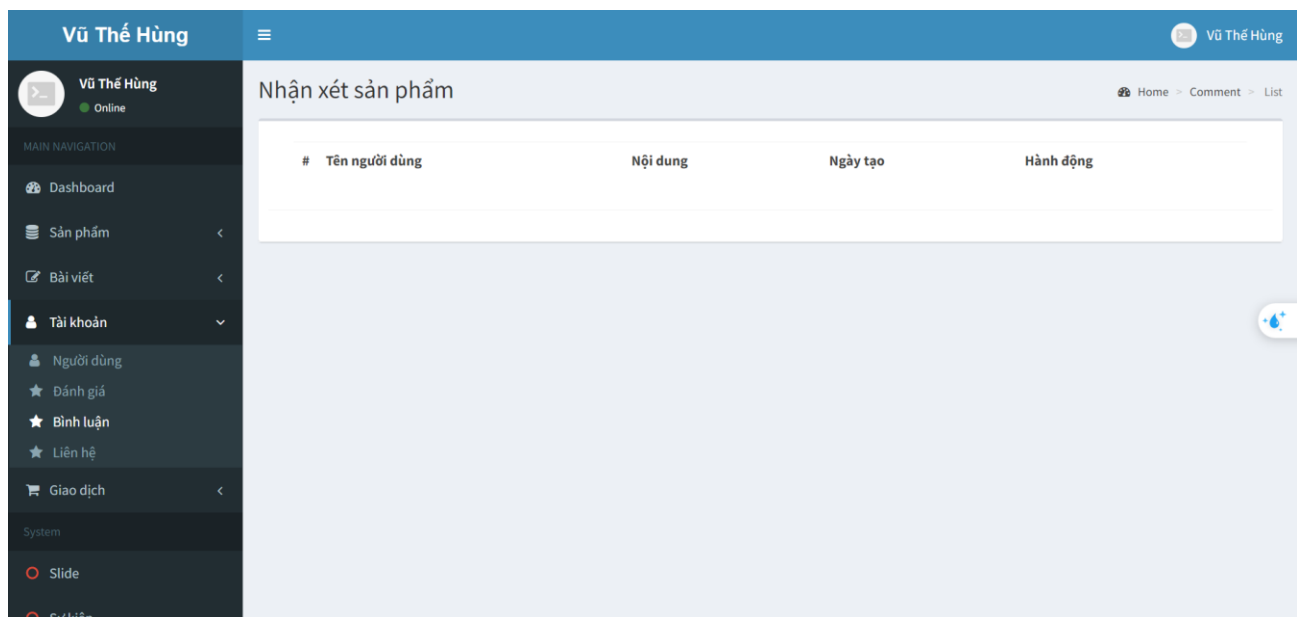 Vũ Thế Hùng
Vũ Thế Hùng
Vũ Thế Hùng
Online
Nhận xét sản phẩm
Home > Comment > List
MAIN NAVIGATION
# Tên người dùng Nội dung Ngày tạo Hành động
Dashboard
Sản phẩm
Bài viết
Tài khoản
Người dùng
Đánh giá
Bình luận
Liên hệ
Giao dịch
System
Slide